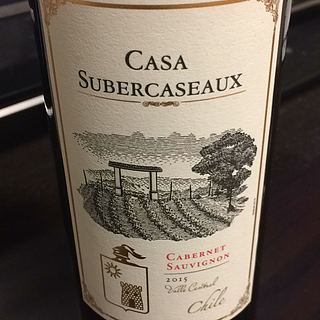 CASA
SUBERCASEAUX
CABERNET
SAUVIGNON
2015
Valle Central
Chile